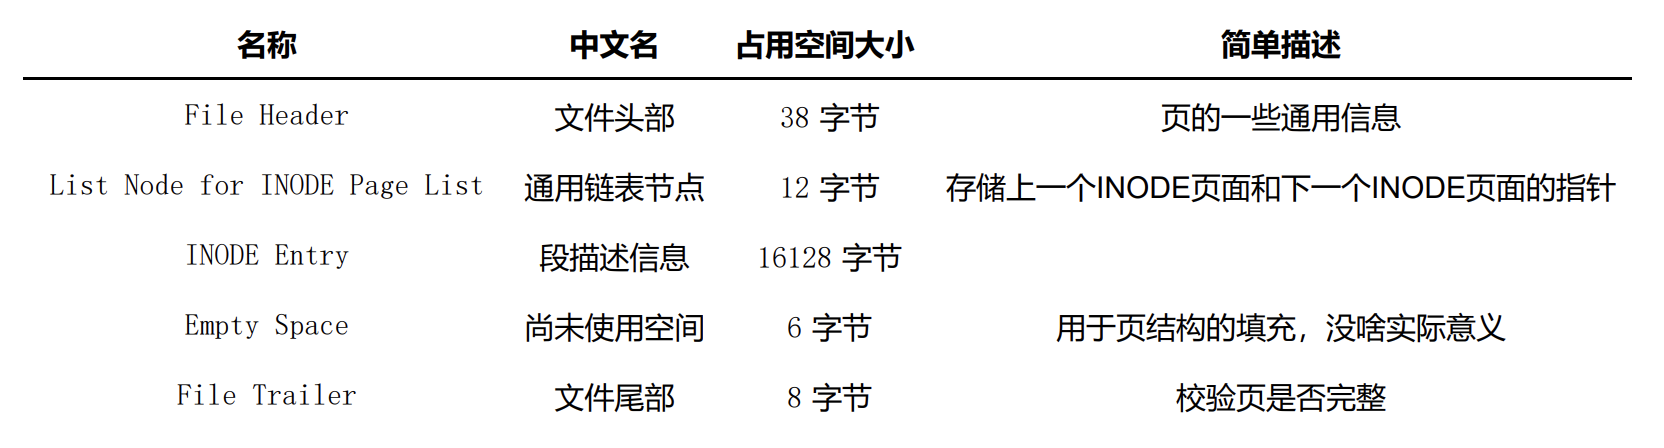 名称 中文名 占用空间大小 简单描述
File Header 文件头部 38 字节 页的一些通用信息
List Node for INODE Page List 通用链表节点 12 字节 存储上一个INODE页面和下一个INODE页面的指针
INODE Entry 段描述信息 16128 字节
Empty Space 尚未使用空间 6 字节 用于页结构的填充，没啥实际意义
File Trailer 文件尾部 8 字节 校验页是否完整